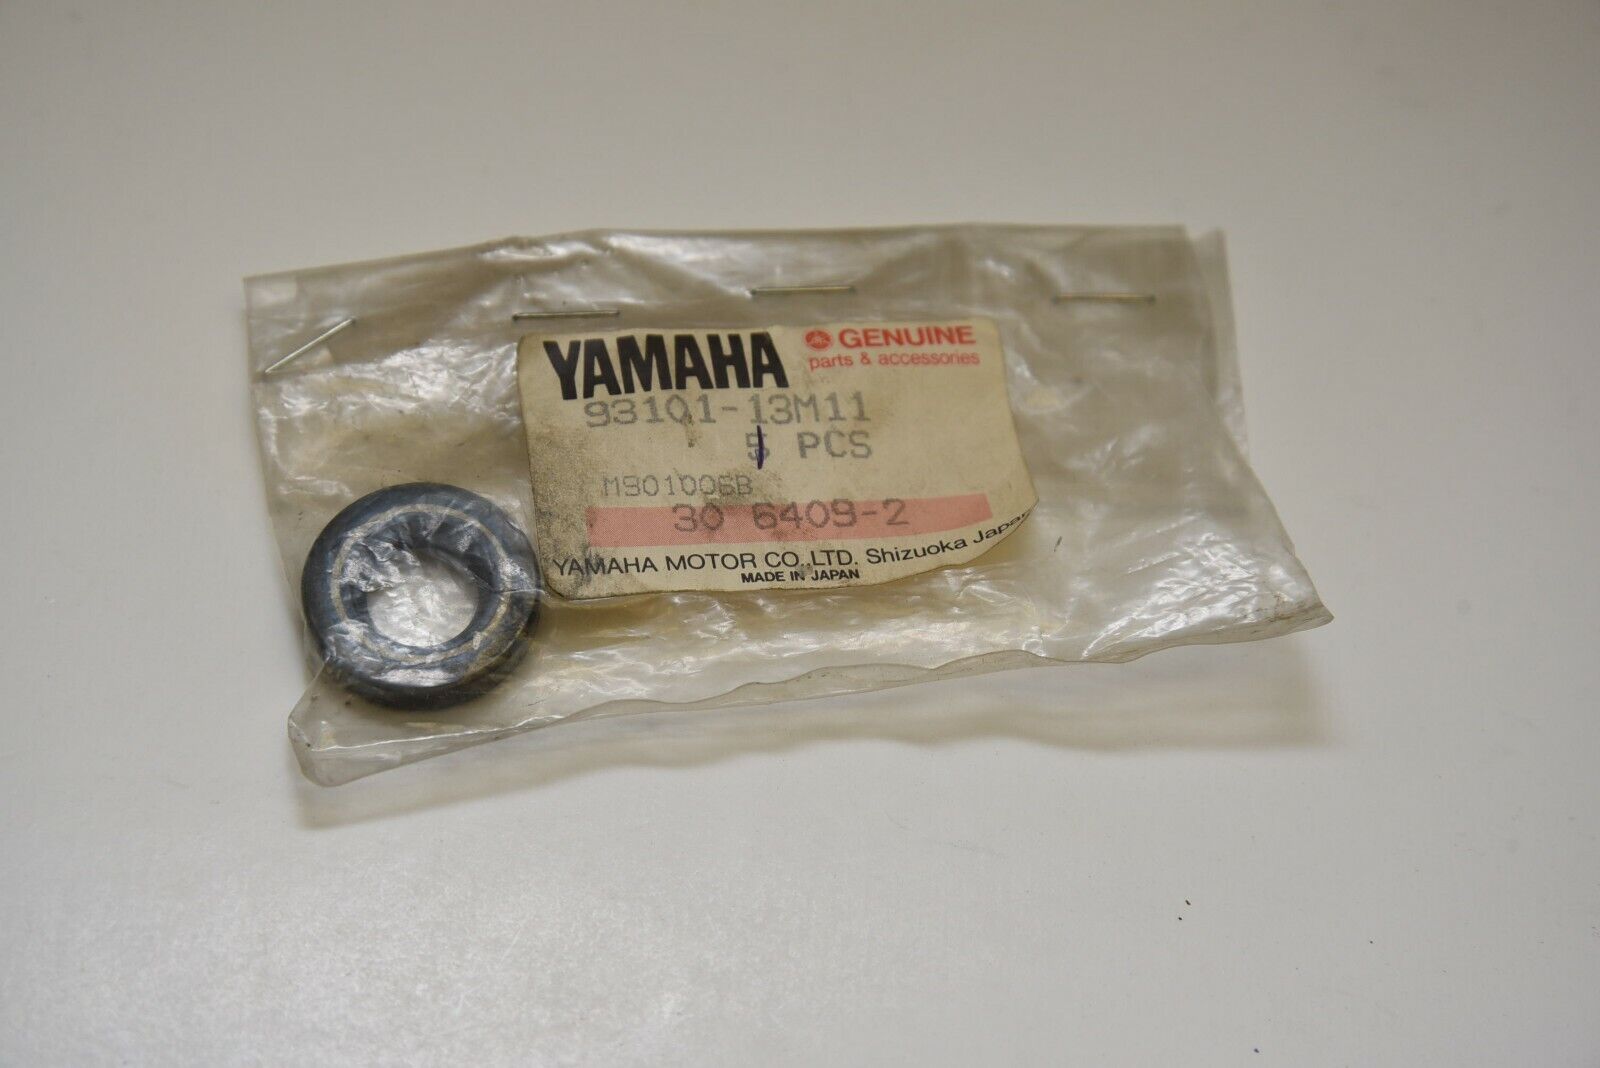 YAMAHA GENUINE
parts & accessories
93101-13M11
5 PCS
M901006B
30 6409-2
YAMAHA MOTOR CO.,LTD. Shizuoka Japan
MADE IN JAPAN